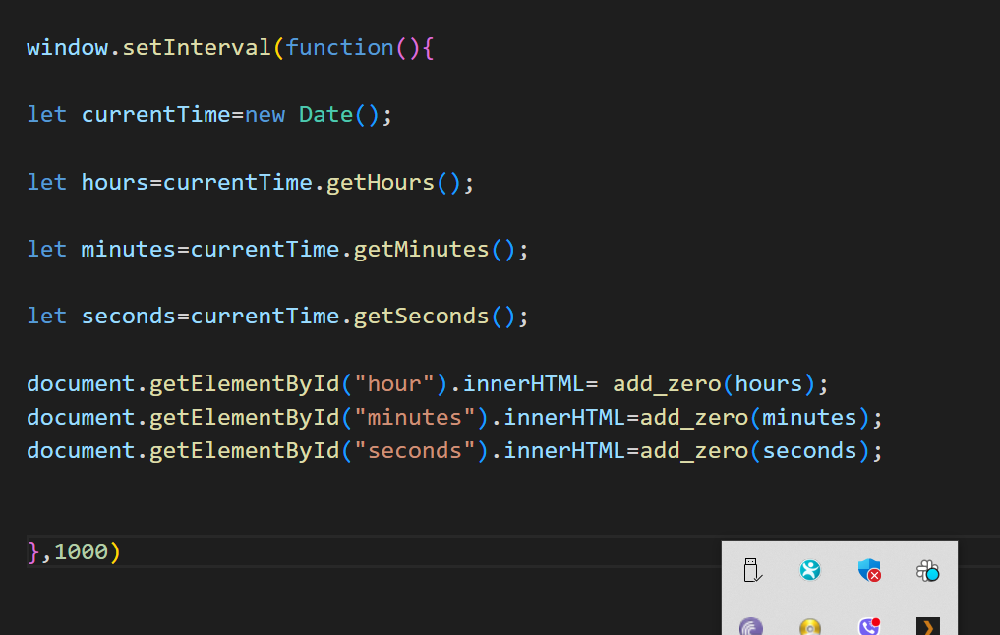 window.setInterval(function(){
let currentTime=new Date();
let hours=currentTime.getHours();
let minutes=currentTime.getMinutes();
let seconds=currentTime.getSeconds();
document.getElementById("hour").innerHTML= add_zero(hours);
document.getElementById("minutes").innerHTML=add_zero(minutes);
document.getElementById("seconds").innerHTML=add_zero(seconds);
},1000)